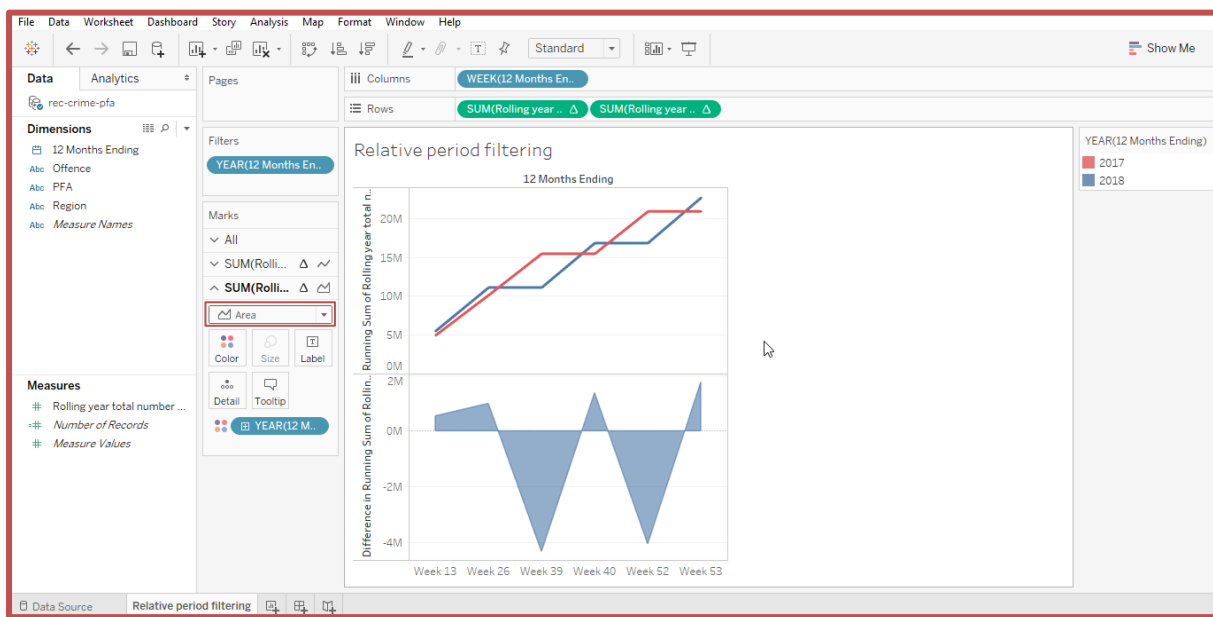 File Data Worksheet Dashboard Story Analysis Map Format Window Help
Standard
Show Me
Data Analytics
rec-crime-pfa
Dimensions
12 Months Ending
Abc Offence
Abc PFA
Abc Region
Abc Measure Names
Measures
# Rolling year total number ...
=# Number of Records
# Measure Values
Pages
Filters
YEAR(12 Months En..
Marks
All
SUM(Rolli... Δ
SUM(Rolli... Δ
Area
Color Size Label
Detail Tooltip
YEAR(12 M..
iii Columns WEEK(12 Months En..
Rows SUM(Rolling year .. Δ SUM(Rolling year .. Δ
Relative period filtering
12 Months Ending
Running Sum of Rolling year total n..
20M
15M
10M
5M
0M
Difference in Running Sum of Rollin..
2M
0M
-2M
-4M
Week 13 Week 26 Week 39 Week 40 Week 52 Week 53
YEAR(12 Months Ending)
2017
2018
Data Source Relative period filtering